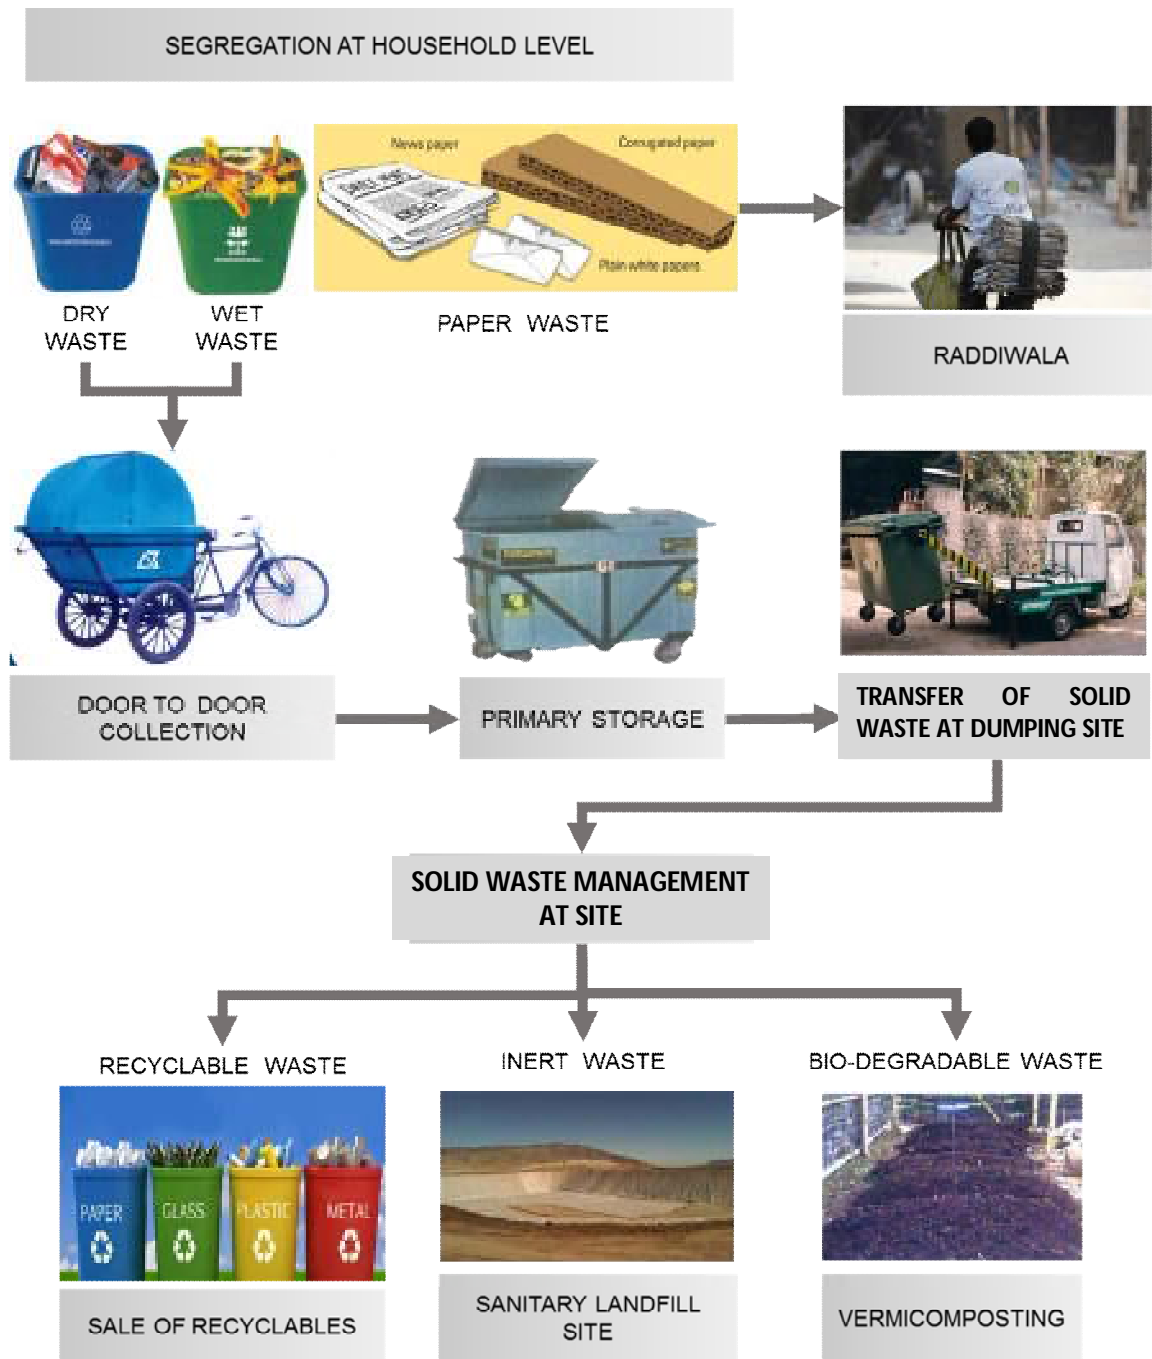 SEGREGATION AT HOUSEHOLD LEVEL
News paper
Corrugated paper
Plain white papers
DRY
WASTE
WET
WASTE
PAPER WASTE
RADDIWALA
DOOR TO DOOR
COLLECTION
PRIMARY STORAGE
TRANSFER OF SOLID
WASTE AT DUMPING SITE
SOLID WASTE MANAGEMENT
AT SITE
RECYCLABLE WASTE
INERT WASTE
BIO-DEGRADABLE WASTE
PAPER
GLASS
PLASTIC
METAL
SALE OF RECYCLABLES
SANITARY LANDFILL
SITE
VERMICOMPOSTING